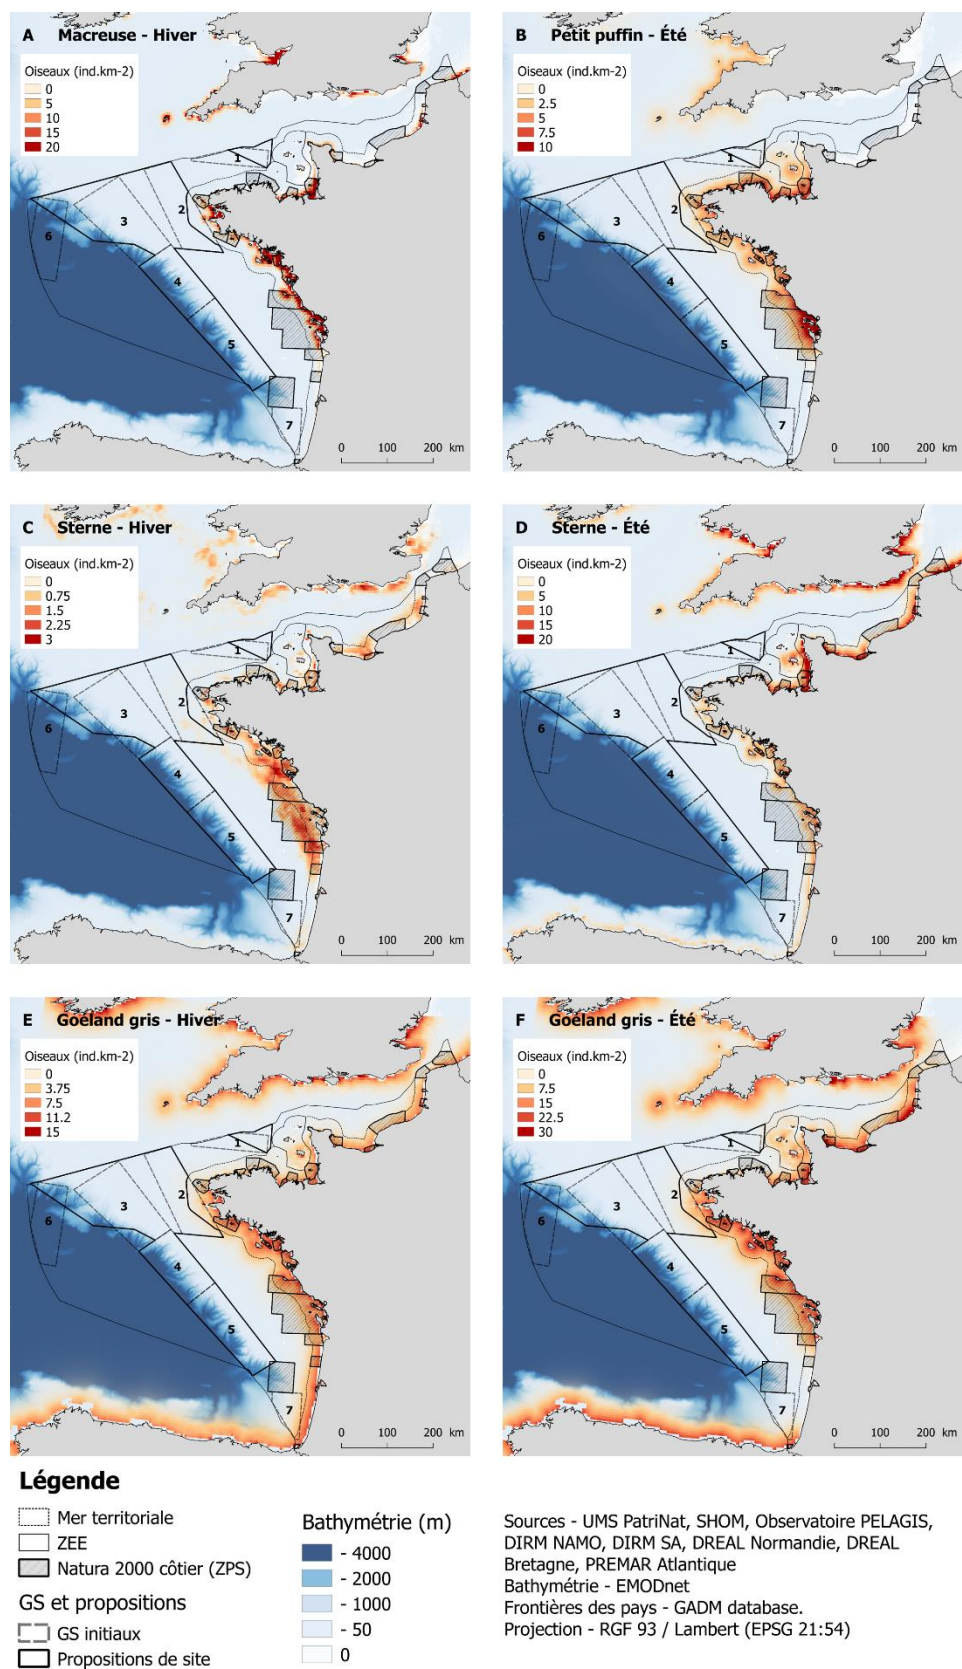 A Macreuse - Hiver
Oiseaux (ind.km-2)
0
5
10
15
20
1
2
3
4
5
6
7
0 100 200 km
B Petit puffin - Été
Oiseaux (ind.km-2)
0
2.5
5
7.5
10
1
2
3
4
5
6
7
0 100 200 km
C Sterne - Hiver
Oiseaux (ind.km-2)
0
0.75
1.5
2.25
3
1
2
3
4
5
6
7
0 100 200 km
D Sterne - Été
Oiseaux (ind.km-2)
0
5
10
15
20
1
2
3
4
5
6
7
0 100 200 km
E Goéland gris - Hiver
Oiseaux (ind.km-2)
0
3.75
7.5
11.2
15
1
2
3
4
5
6
7
0 100 200 km
F Goéland gris - Été
Oiseaux (ind.km-2)
0
7.5
15
22.5
30
1
2
3
4
5
6
7
0 100 200 km
Légende
Mer territoriale
ZEE
Natura 2000 côtier (ZPS)
GS et propositions
GS initiaux
Propositions de site
Bathymétrie (m)
- 4000
- 2000
- 1000
- 50
0
Sources - UMS PatriNat, SHOM, Observatoire PELAGIS,
DIRM NAMO, DIRM SA, DREAL Normandie, DREAL
Bretagne, PREMAR Atlantique
Bathymétrie - EMODnet
Frontières des pays - GADM database.
Projection - RGF 93 / Lambert (EPSG 21:54)